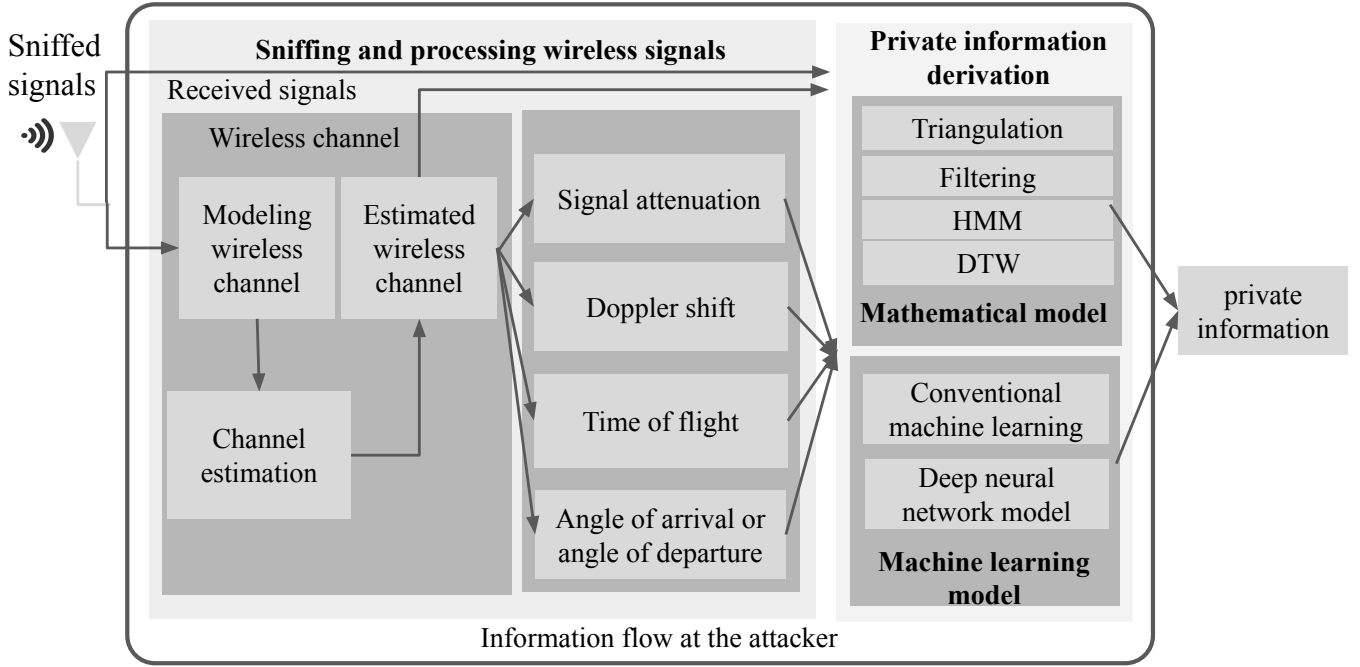 Sniffed
signals
Sniffing and processing wireless signals
Received signals
Wireless channel
Modeling
wireless
channel
Estimated
wireless
channel
Channel
estimation
Signal attenuation
Doppler shift
Time of flight
Angle of arrival or
angle of departure
Private information
derivation
Triangulation
Filtering
HMM
DTW
Mathematical model
Conventional
machine learning
Deep neural
network model
Machine learning
model
private
information
Information flow at the attacker